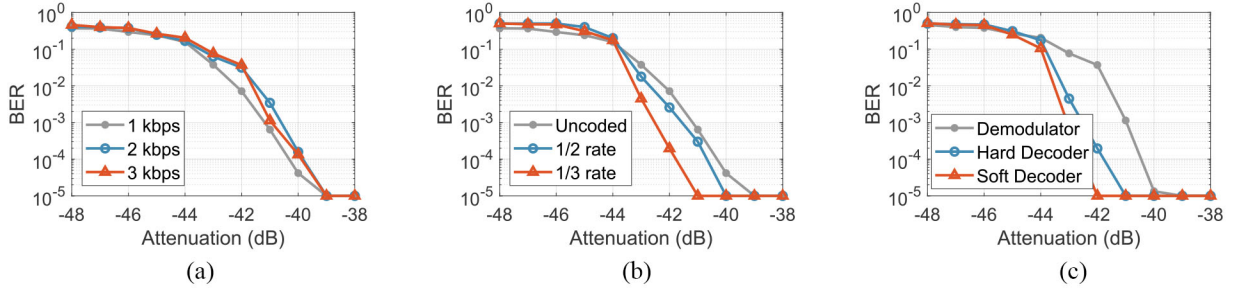 10^0
10^-1
10^-2
10^-3
10^-4
10^-5
BER
1 kbps
2 kbps
3 kbps
-48 -46 -44 -42 -40 -38
Attenuation (dB)
(a)
10^0
10^-1
10^-2
10^-3
10^-4
10^-5
BER
Uncoded
1/2 rate
1/3 rate
-48 -46 -44 -42 -40 -38
Attenuation (dB)
(b)
10^0
10^-1
10^-2
10^-3
10^-4
10^-5
BER
Demodulator
Hard Decoder
Soft Decoder
-48 -46 -44 -42 -40 -38
Attenuation (dB)
(c)